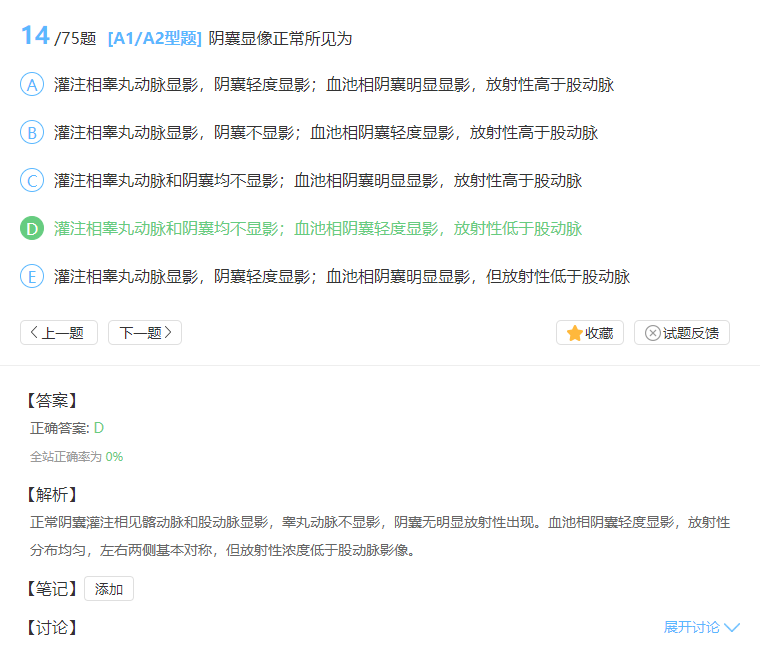 14 /75题 [A1/A2型题] 阴囊显像正常所见为
A 灌注相睾丸动脉显影，阴囊轻度显影；血池相阴囊明显显影，放射性高于股动脉
B 灌注相睾丸动脉显影，阴囊不显影；血池相阴囊轻度显影，放射性高于股动脉
C 灌注相睾丸动脉和阴囊均不显影；血池相阴囊明显显影，放射性高于股动脉
D 灌注相睾丸动脉和阴囊均不显影；血池相阴囊轻度显影，放射性低于股动脉
E 灌注相睾丸动脉显影，阴囊轻度显影；血池相阴囊明显显影，但放射性低于股动脉
上一题 下一题 收藏 试题反馈
【答案】
正确答案: D
全站正确率为 0%
【解析】
正常阴囊灌注相见髂动脉和股动脉显影，睾丸动脉不显影，阴囊无明显放射性出现。血池相阴囊轻度显影，放射性
分布均匀，左右两侧基本对称，但放射性浓度低于股动脉影像。
【笔记】 添加
【讨论】 展开讨论